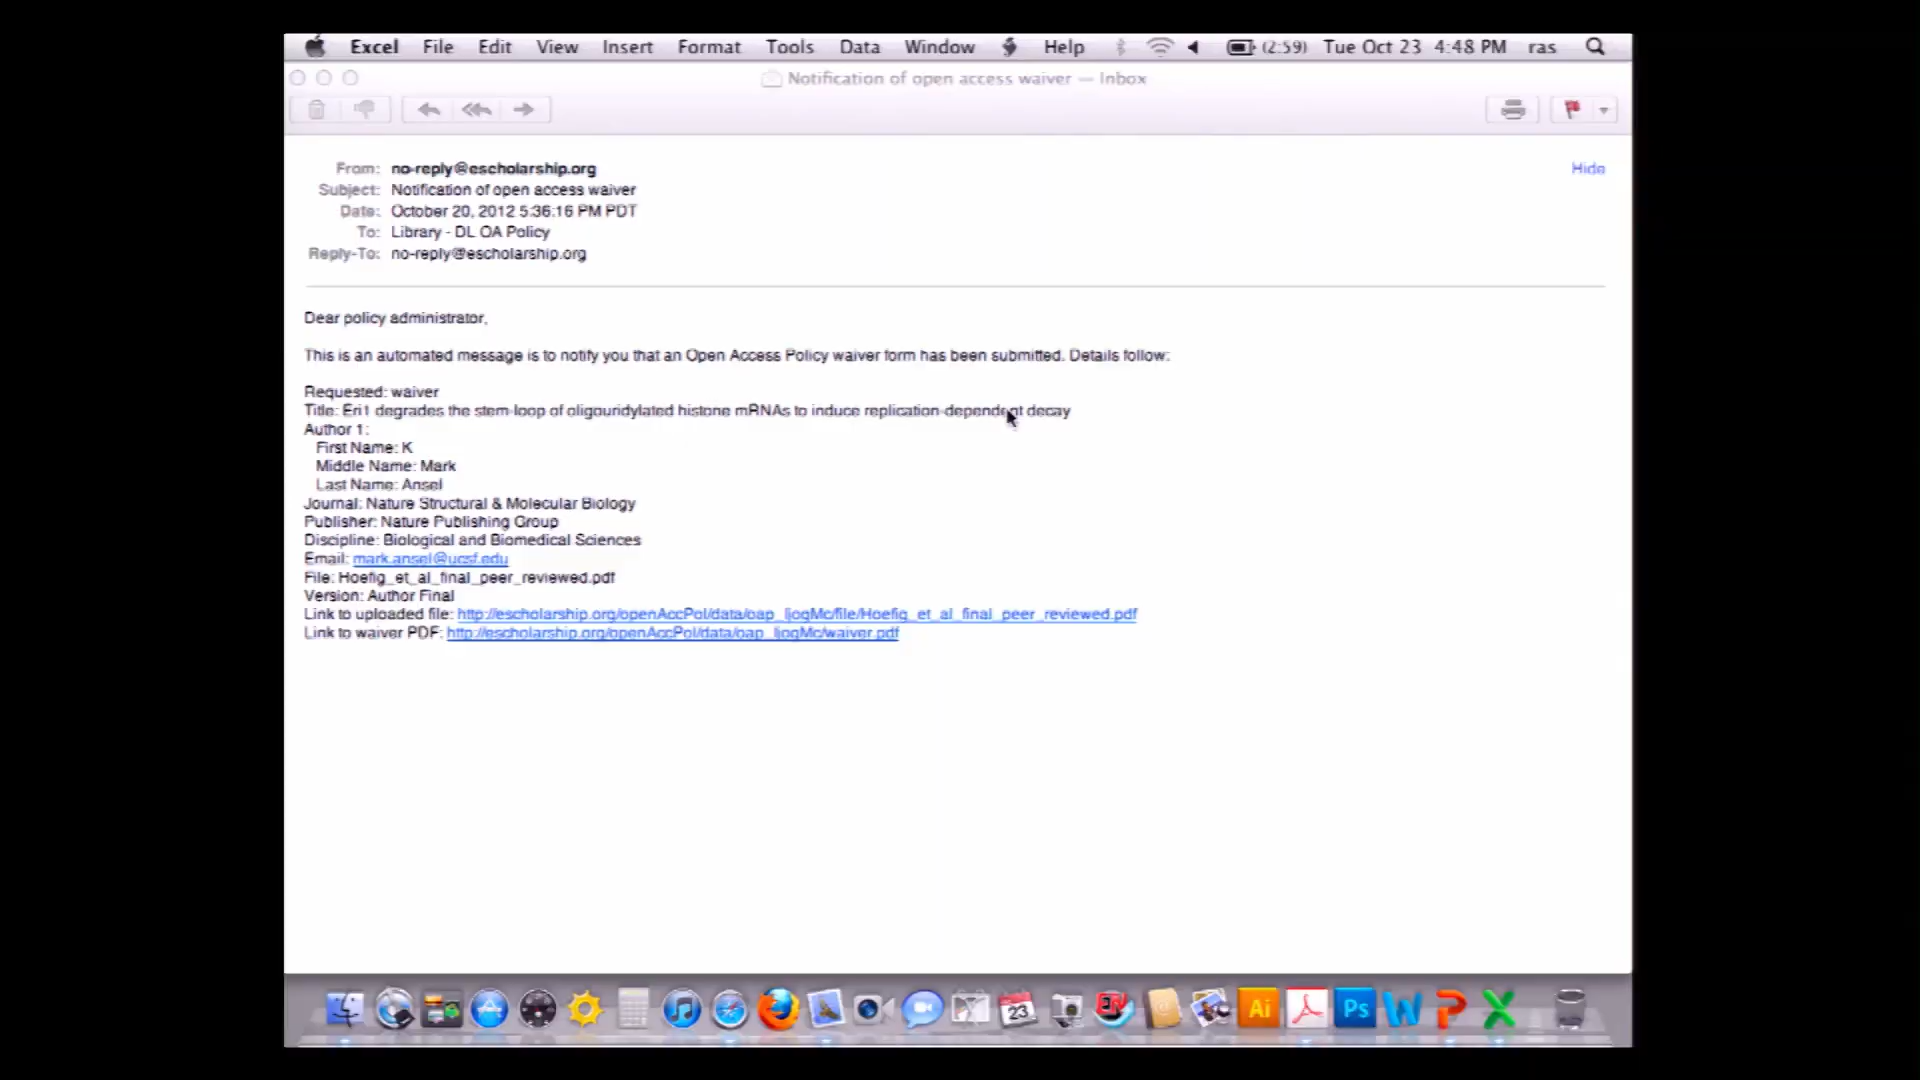 Excel File Edit View Insert Format Tools Data Window Help (2:59) Tue Oct 23 4:48 PM ras
Notification of open access waiver — Inbox
From: no-reply@escholarship.org Hide
Subject: Notification of open access waiver
Date: October 20, 2012 5:36:16 PM PDT
To: Library - DL OA Policy
Reply-To: no-reply@escholarship.org
Dear policy administrator,
This is an automated message is to notify you that an Open Access Policy waiver form has been submitted. Details follow:
Requested: waiver
Title: Eri1 degrades the stem-loop of oligouridylated histone mRNAs to induce replication-dependent decay
Author 1:
First Name: K
Middle Name: Mark
Last Name: Ansel
Journal: Nature Structural & Molecular Biology
Publisher: Nature Publishing Group
Discipline: Biological and Biomedical Sciences
Email: mark.ansel@ucsf.edu
File: Hoefig_et_al_final_peer_reviewed.pdf
Version: Author Final
Link to uploaded file: http://escholarship.org/openAccPol/data/oap_ljogMc/file/Hoefig_et_al_final_peer_reviewed.pdf
Link to waiver PDF: http://escholarship.org/openAccPol/data/oap_ljogMc/waiver.pdf
23 Ai Ps